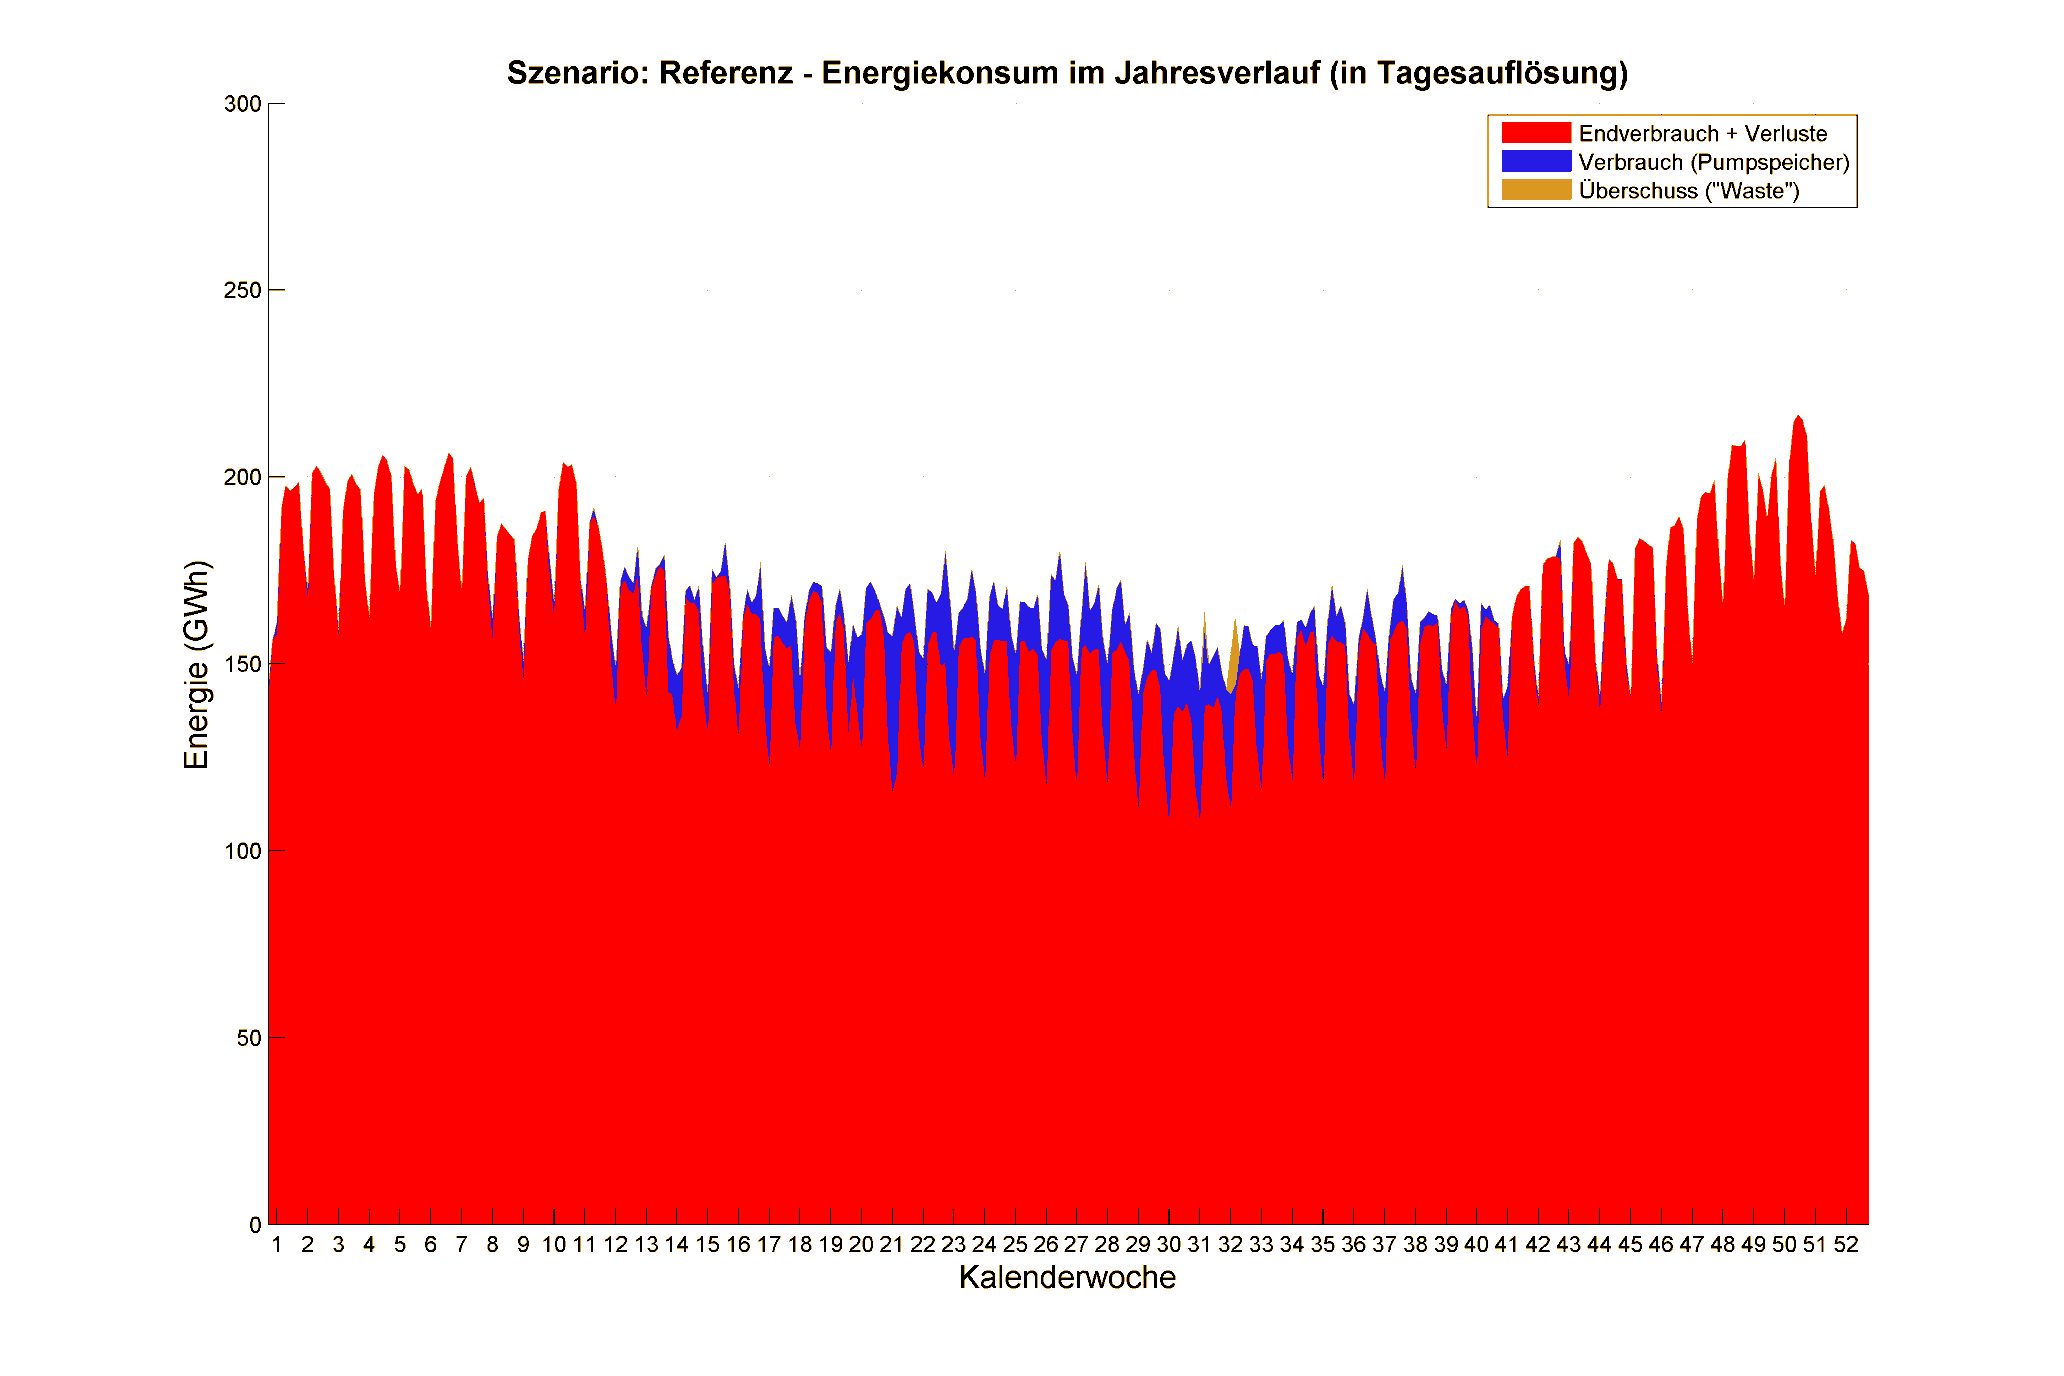 Szenario: Referenz - Energiekonsum im Jahresverlauf (in Tagesauflösung)
300
250
200
150
100
50
0
Energie (GWh)
Endverbrauch + Verluste
Verbrauch (Pumpspeicher)
Überschuss ("Waste")
1 2 3 4 5 6 7 8 9 10 11 12 13 14 15 16 17 18 19 20 21 22 23 24 25 26 27 28 29 30 31 32 33 34 35 36 37 38 39 40 41 42 43 44 45 46 47 48 49 50 51 52
Kalenderwoche